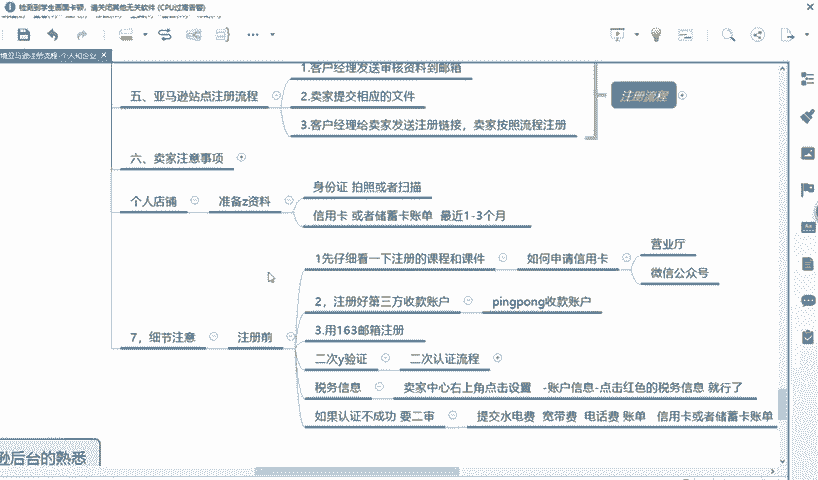 检测到学生画面卡顿，请关闭其他无关软件 (CPU过高告警)
境亚马逊注册流程-个人和企业
1.客户经理发送审核资料到邮箱
五、亚马逊站点注册流程
2.卖家提交相应的文件
注册流程
3.客户经理给卖家发送注册链接，卖家按照流程注册
六、卖家注意事项
个人店铺
准备z资料
身份证 拍照或者扫描
信用卡 或者储蓄卡账单 最近1-3个月
1先仔细看一下注册的课程和课件
如何申请信用卡
营业厅
微信公众号
2，注册好第三方收款账户
pingpong收款账户
7，细节注意
注册前
3.用163邮箱注册
二次y验证
二次认证流程
税务信息
卖家中心右上角点击设置 -账户信息-点击红色的税务信息 就行了
如果认证不成功 要二审
提交水电费 宽带费 电话费 账单 信用卡或者储蓄卡账单
逊后台的熟悉